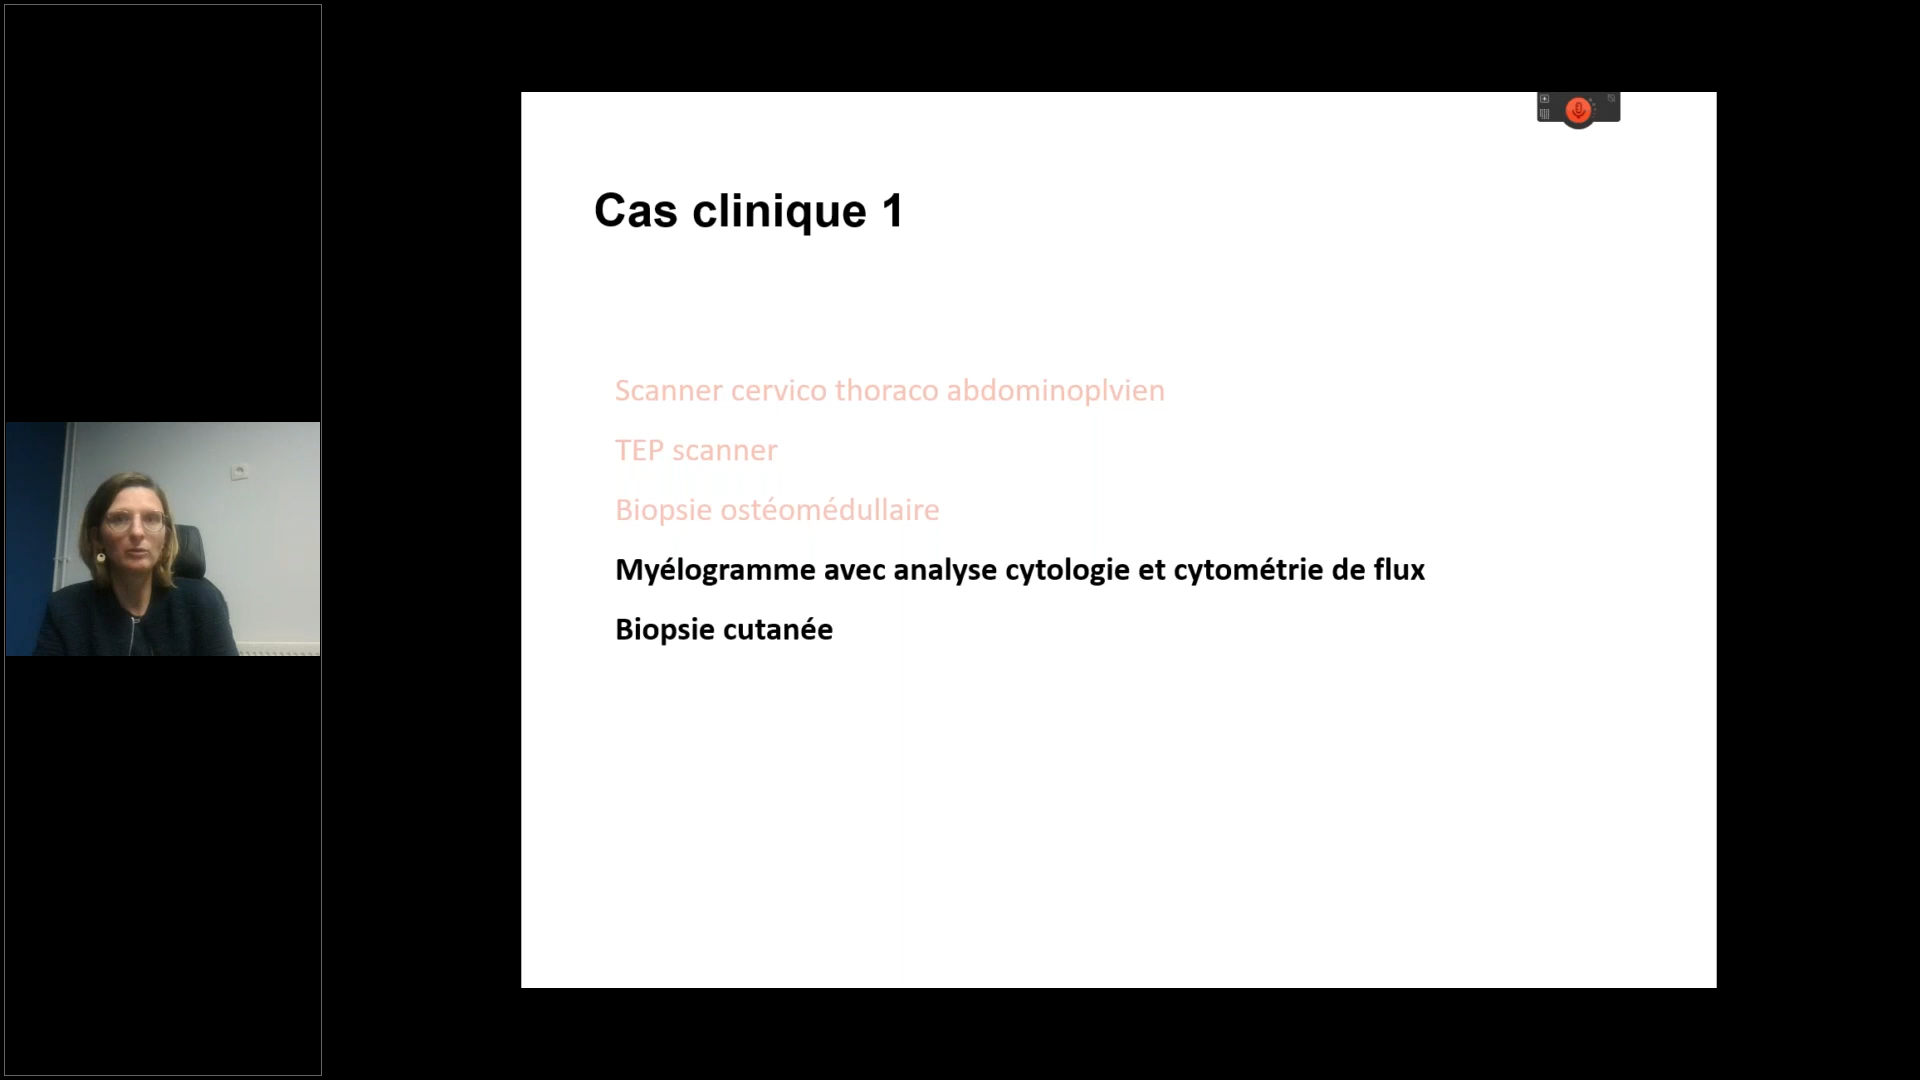 Cas clinique 1
Scanner cervico thoraco abdominoplvien
TEP scanner
Biopsie ostéomédullaire
Myélogramme avec analyse cytologie et cytométrie de flux
Biopsie cutanée